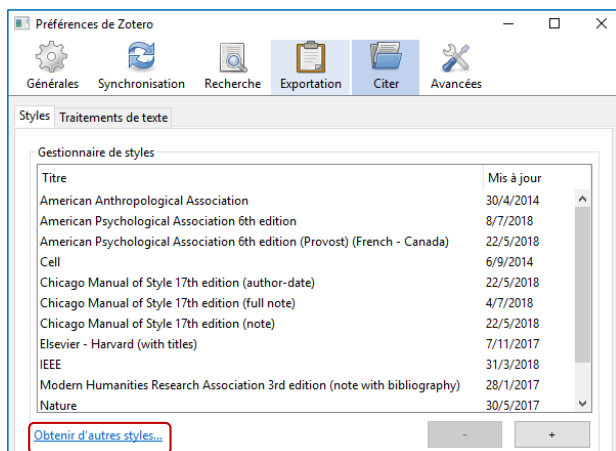 Préférences de Zotero
Générales Synchronisation Recherche Exportation Citer Avancées
Styles Traitements de texte
Gestionnaire de styles
Titre Mis à jour
American Anthropological Association 30/4/2014
American Psychological Association 6th edition 8/7/2018
American Psychological Association 6th edition (Provost) (French - Canada) 22/5/2018
Cell 6/9/2014
Chicago Manual of Style 17th edition (author-date) 22/5/2018
Chicago Manual of Style 17th edition (full note) 4/7/2018
Chicago Manual of Style 17th edition (note) 22/5/2018
Elsevier - Harvard (with titles) 7/11/2017
IEEE 31/3/2018
Modern Humanities Research Association 3rd edition (note with bibliography) 28/1/2017
Nature 30/5/2017
Obtenir d'autres styles... - +